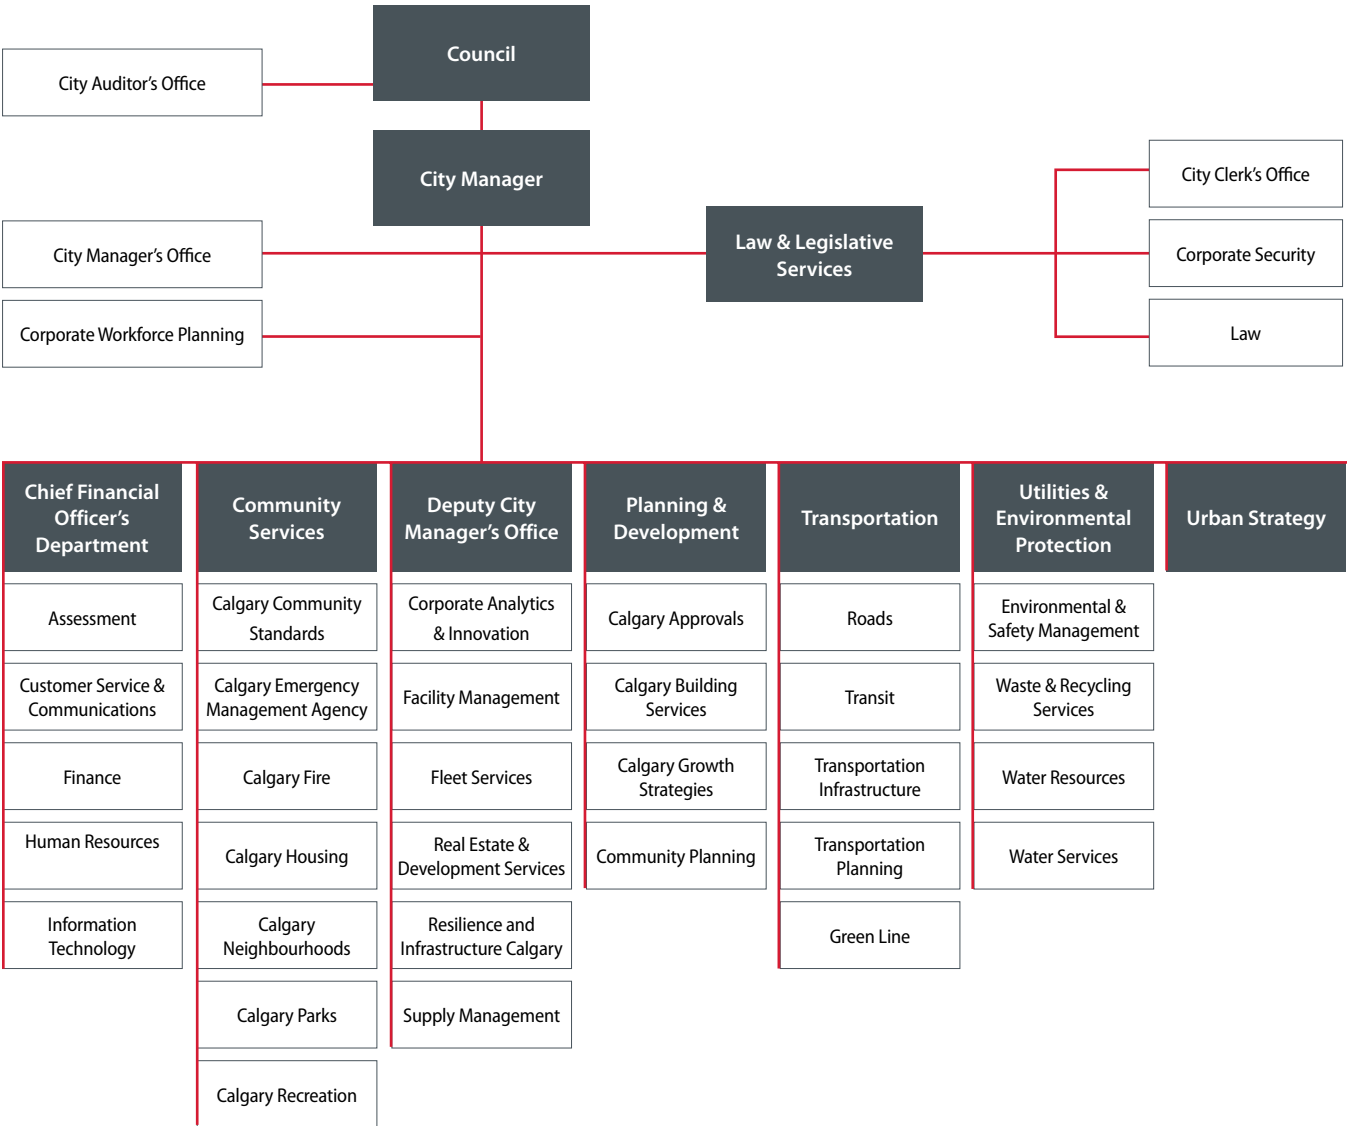 Council
City Auditor’s Office
City Manager
City Manager’s Office
Corporate Workforce Planning
Law & Legislative
Services
City Clerk’s Office
Corporate Security
Law
Chief Financial
Officer’s
Department
Assessment
Customer Service &
Communications
Finance
Human Resources
Information
Technology
Community
Services
Calgary Community
Standards
Calgary Emergency
Management Agency
Calgary Fire
Calgary Housing
Calgary
Neighbourhoods
Calgary Parks
Calgary Recreation
Deputy City
Manager’s Office
Corporate Analytics
& Innovation
Facility Management
Fleet Services
Real Estate &
Development Services
Resilience and
Infrastructure Calgary
Supply Management
Planning &
Development
Calgary Approvals
Calgary Building
Services
Calgary Growth
Strategies
Community Planning
Transportation
Roads
Transit
Transportation
Infrastructure
Transportation
Planning
Green Line
Utilities &
Environmental
Protection
Environmental &
Safety Management
Waste & Recycling
Services
Water Resources
Water Services
Urban Strategy